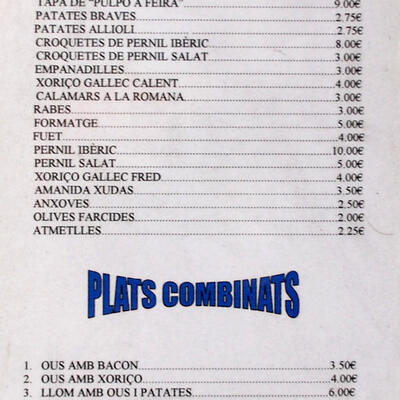 TAPA DE "PULPO A FEIRA" 9.00€
PATATES BRAVES 2.75€
PATATES ALLIOLI 2.75€
CROQUETES DE PERNIL IBÈRIC 8.00€
CROQUETES DE PERNIL SALAT 3.00€
EMPANADILLES 3.00€
XORIÇO GALLEC CALENT 4.00€
CALAMARS A LA ROMANA 3.00€
RABES 3.00€
FORMATGE 5.00€
FUET 4.00€
PERNIL IBÈRIC 10.00€
PERNIL SALAT 5.00€
XORIÇO GALLEC FRED 4.00€
AMANIDA XUDAS 3.50€
ANXOVES 2.50€
OLIVES FARCIDES 2.00€
ATMETLLES 2.25€
PLATS COMBINATS
1. OUS AMB BACON 3.50€
2. OUS AMB XORIÇO 4.00€
3. LLOM AMB OUS I PATATES 6.00€